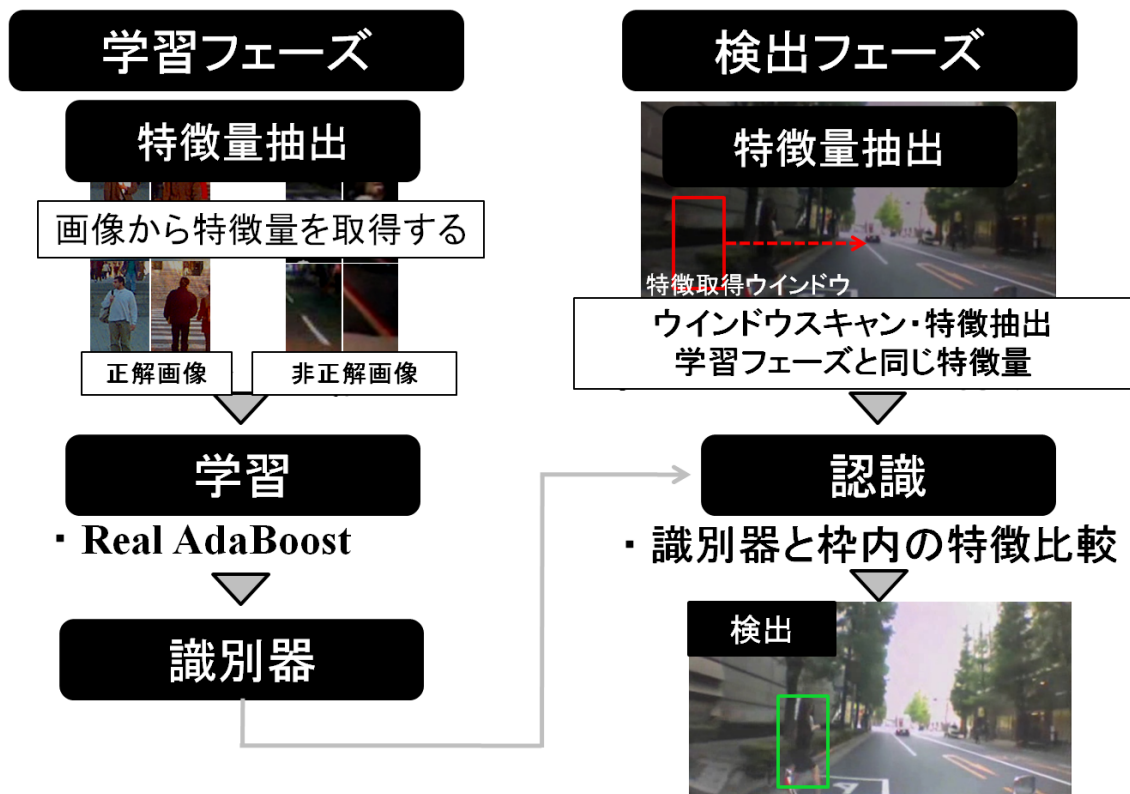 学習フェーズ
特徴量抽出
画像から特徴量を取得する
正解画像
非正解画像
学習
・ Real AdaBoost
識別器
検出フェーズ
特徴量抽出
特徴取得ウインドウ
ウインドウスキャン・特徴抽出
学習フェーズと同じ特徴量
認識
・ 識別器と枠内の特徴比較
検出